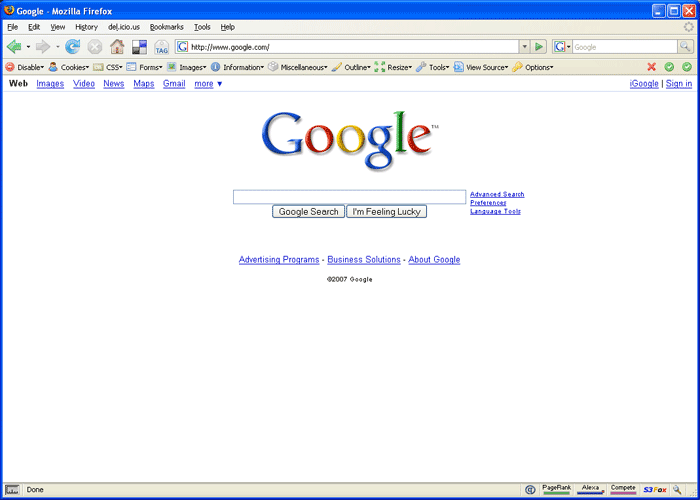 Google - Mozilla Firefox
File Edit View History del.icio.us Bookmarks Tools Help
TAG http://www.google.com/ Google
Disable Cookies CSS Forms Images Information Miscellaneous Outline Resize Tools View Source Options
Web Images Video News Maps Gmail more ▼ iGoogle | Sign in
Google™
Advanced Search
Preferences
Language Tools
Google Search I'm Feeling Lucky
Advertising Programs - Business Solutions - About Google
©2007 Google
Done PageRank Alexa Compete S3Fox